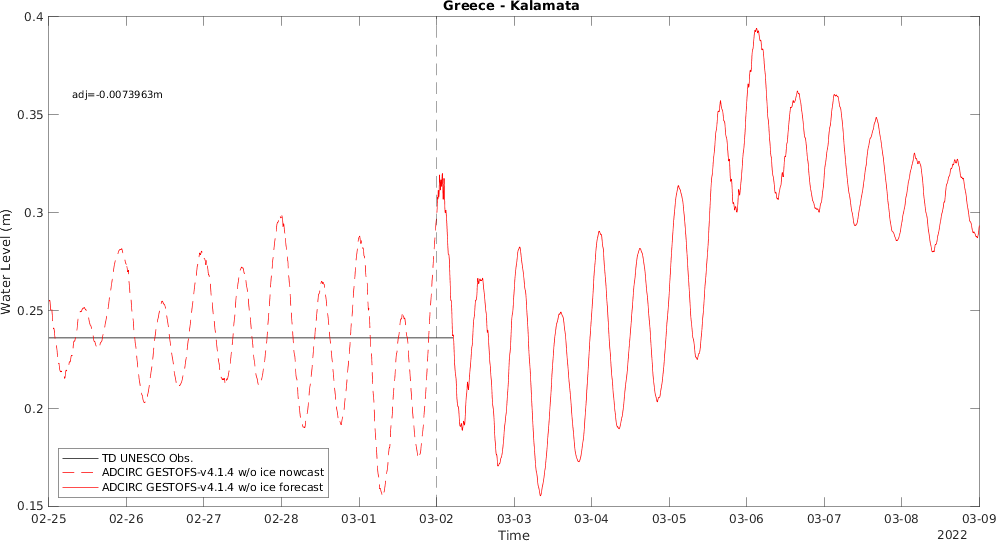 Greece - Kalamata
0.4
0.35
0.3
0.25
0.2
0.15
Water Level (m)
adj=-0.0073963m
TD UNESCO Obs.
ADCIRC GESTOFS-v4.1.4 w/o ice nowcast
ADCIRC GESTOFS-v4.1.4 w/o ice forecast
02-25 02-26 02-27 02-28 03-01 03-02 03-03 03-04 03-05 03-06 03-07 03-08 03-09
Time
2022